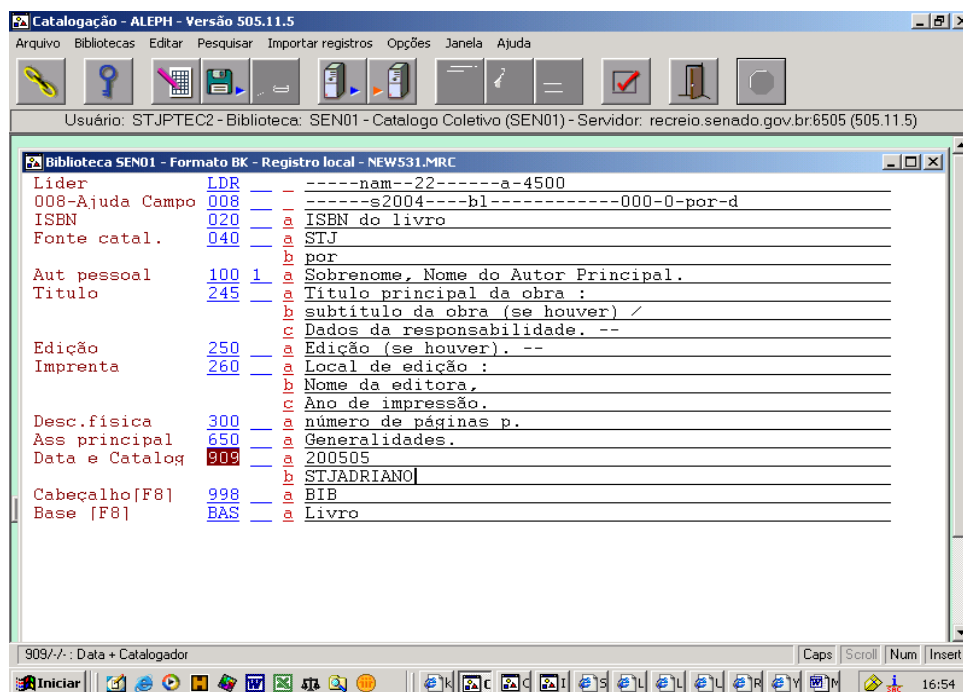 Catalogação - ALEPH - Versão 505.11.5
Arquivo Bibliotecas Editar Pesquisar Importar registros Opções Janela Ajuda
Usuário: STJPTEC2 - Biblioteca: SEN01 - Catalogo Coletivo (SEN01) - Servidor: recreio.senado.gov.br:6505 (505.11.5)
Biblioteca SEN01 - Formato BK - Registro local - NEW531.MRC
Líder LDR -----nam--22------a-4500
008-Ajuda Campo 008 ------s2004----bl------------000-0-por-d
ISBN 020 a ISBN do livro
Fonte catal. 040 a STJ
b por
Aut pessoal 100 1 a Sobrenome, Nome do Autor Principal.
Titulo 245 a Título principal da obra :
b subtítulo da obra (se houver) /
c Dados da responsabilidade. --
Edição 250 a Edição (se houver). --
Imprenta 260 a Local de edição :
b Nome da editora,
c Ano de impressão.
Desc.física 300 a número de páginas p.
Ass principal 650 a Generalidades.
Data e Catalog 909 a 200505
b STJADRIANO
Cabeçalho[F8] 998 a BIB
Base [F8] BAS a Livro
909/-/- : Data + Catalogador Caps Scroll Num Insert
Iniciar 16:54